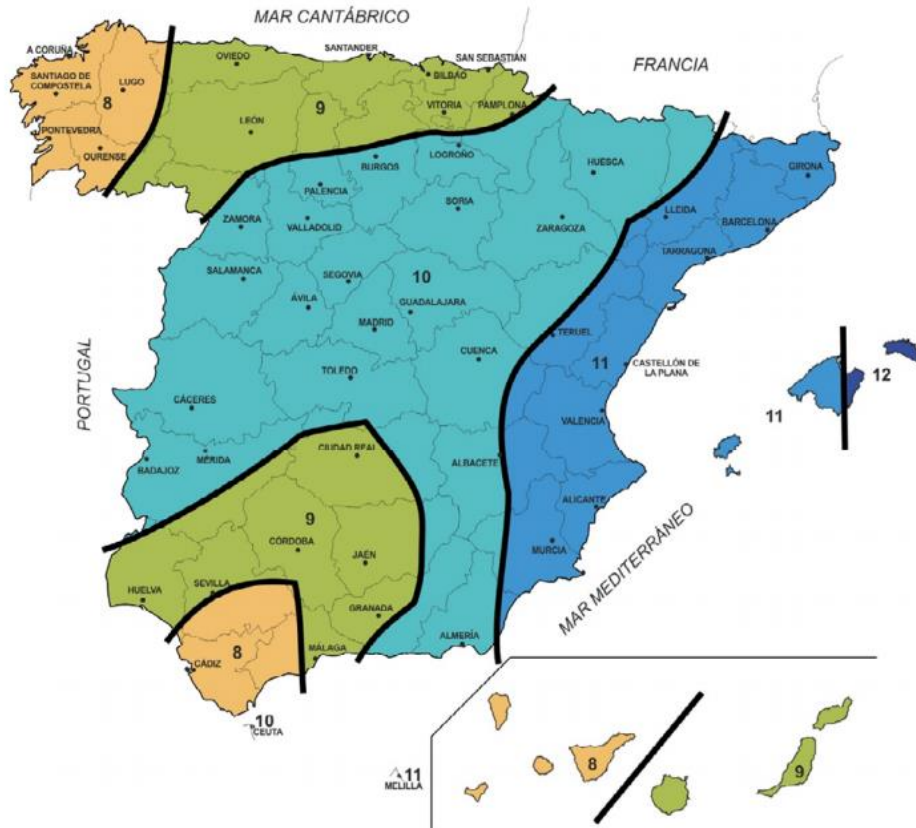 MAR CANTÁBRICO
A CORUÑA
SANTIAGO DE
COMPOSTELA
LUGO
8
PONTEVEDRA
OURENSE
OVIEDO
SANTANDER
SAN SEBASTIÁN
BILBAO
LEÓN
9
VITORIA
PAMPLONA
FRANCIA
BURGOS
LOGROÑO
HUESCA
PALENCIA
SORIA
ZAMORA
VALLADOLID
ZARAGOZA
LLEIDA
GIRONA
BARCELONA
TARRAGONA
SALAMANCA
SEGOVIA
10
ÁVILA
GUADALAJARA
MADRID
TERUEL
PORTUGAL
TOLEDO
CUENCA
11
CASTELLÓN DE
LA PLANA
11
12
CÁCERES
VALENCIA
BADAJOZ
MÉRIDA
CIUDAD REAL
ALBACETE
ALICANTE
9
CÓRDOBA
JAÉN
MURCIA
MAR MEDITERRÁNEO
HUELVA
SEVILLA
GRANADA
CÁDIZ
8
MÁLAGA
ALMERÍA
10
CEUTA
11
MELILLA
8
9